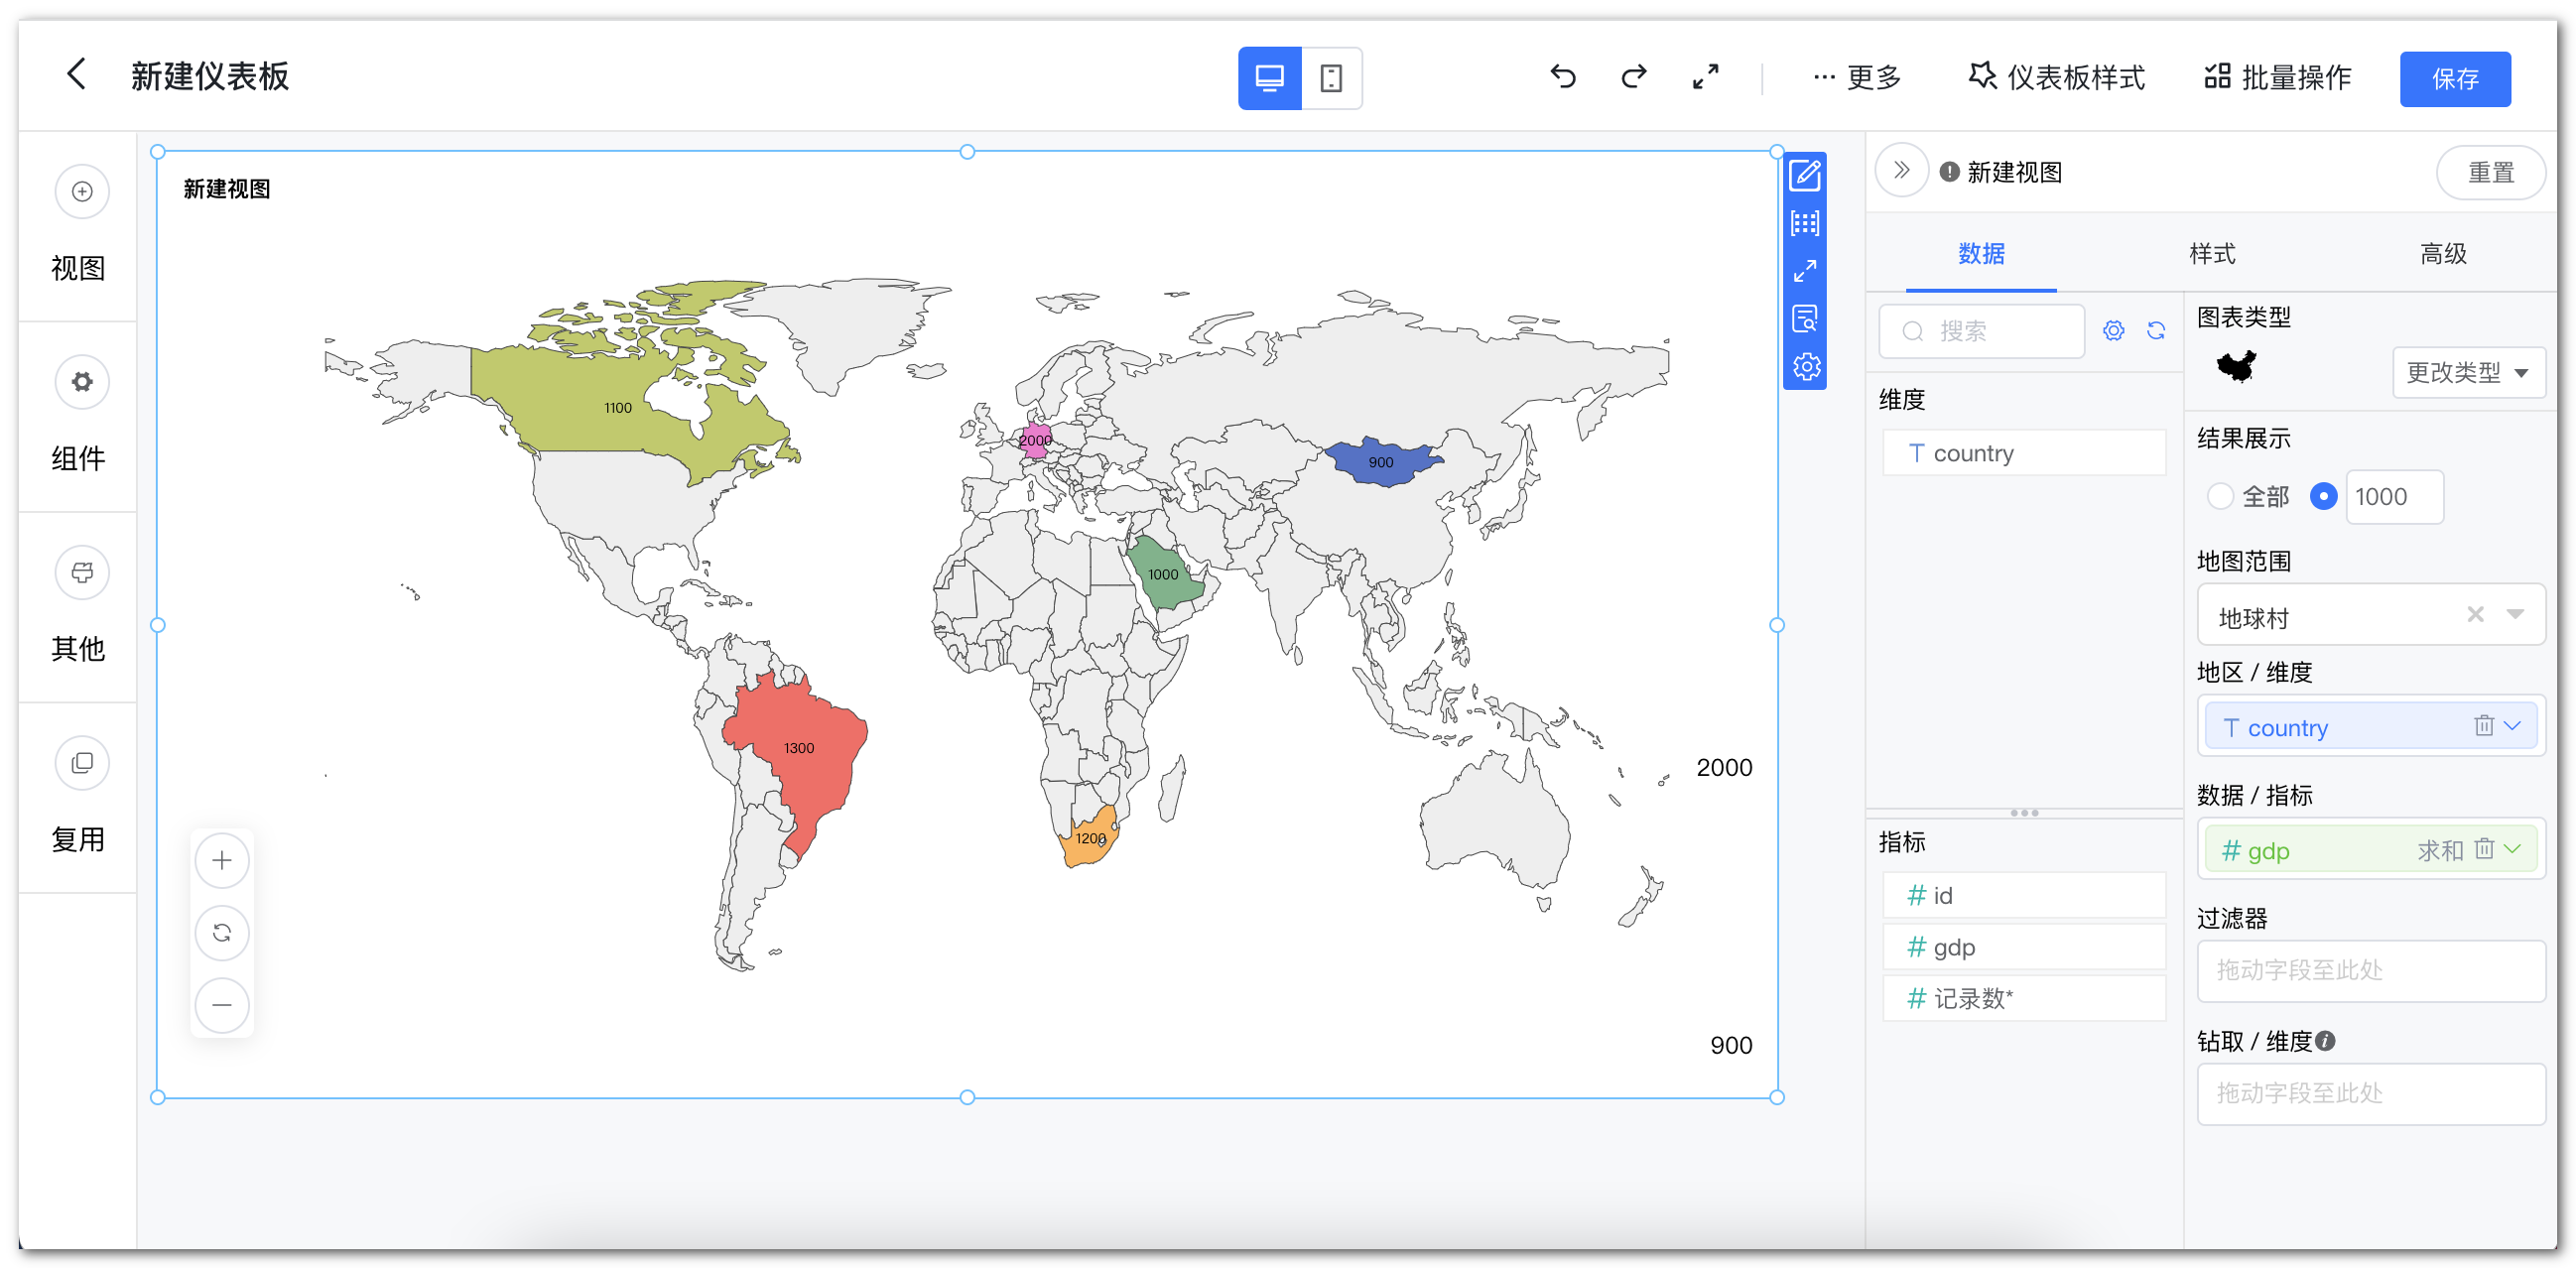 新建仪表板
更多
仪表板样式
批量操作
保存
视图
组件
其他
复用
新建视图
1100
2000
900
1000
1300
1200
2000
900
新建视图
重置
数据
样式
高级
搜索
维度
T country
指标
# id
# gdp
# 记录数*
图表类型
更改类型
结果展示
全部
1000
地图范围
地球村
地区 / 维度
T country
数据 / 指标
# gdp 求和
过滤器
拖动字段至此处
钻取 / 维度
拖动字段至此处